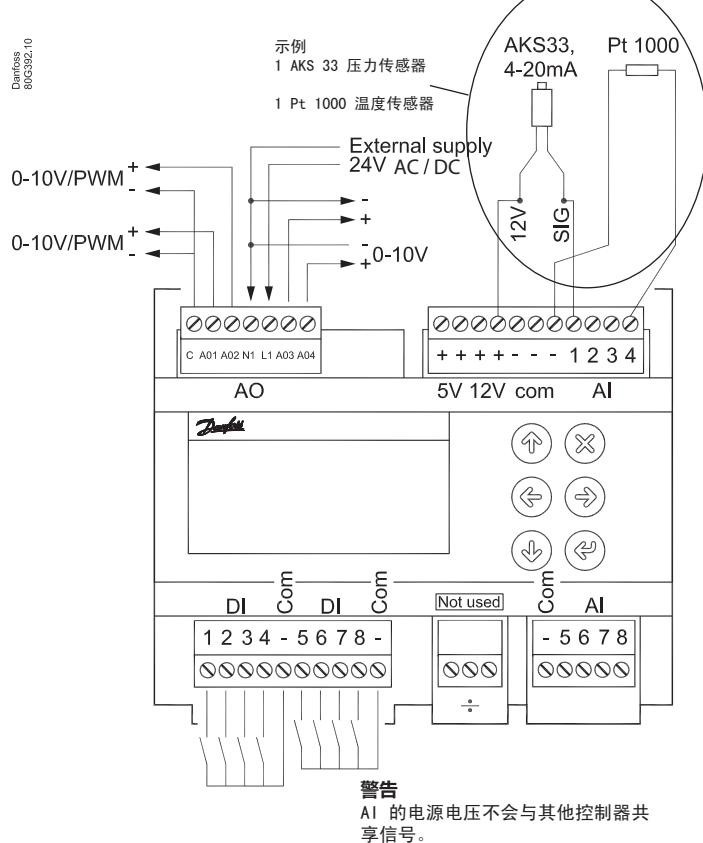 Danfoss
80G392.10
示例
1 AKS 33 压力传感器
1 Pt 1000 温度传感器
AKS33,
4-20mA
Pt 1000
12V
SIG
External supply
24V AC / DC
0-10V/PWM
+
-
0-10V/PWM
+
-
-
+
-
+
0-10V
C A01 A02 N1 L1 A03 A04
AO
+ + + + - - - 1 2 3 4
5V 12V com AI
Danfoss
DI Com DI Com
1 2 3 4 - 5 6 7 8 -
Not used
÷
Com AI
- 5 6 7 8
警告
AI 的电源电压不会与其他控制器共
享信号。